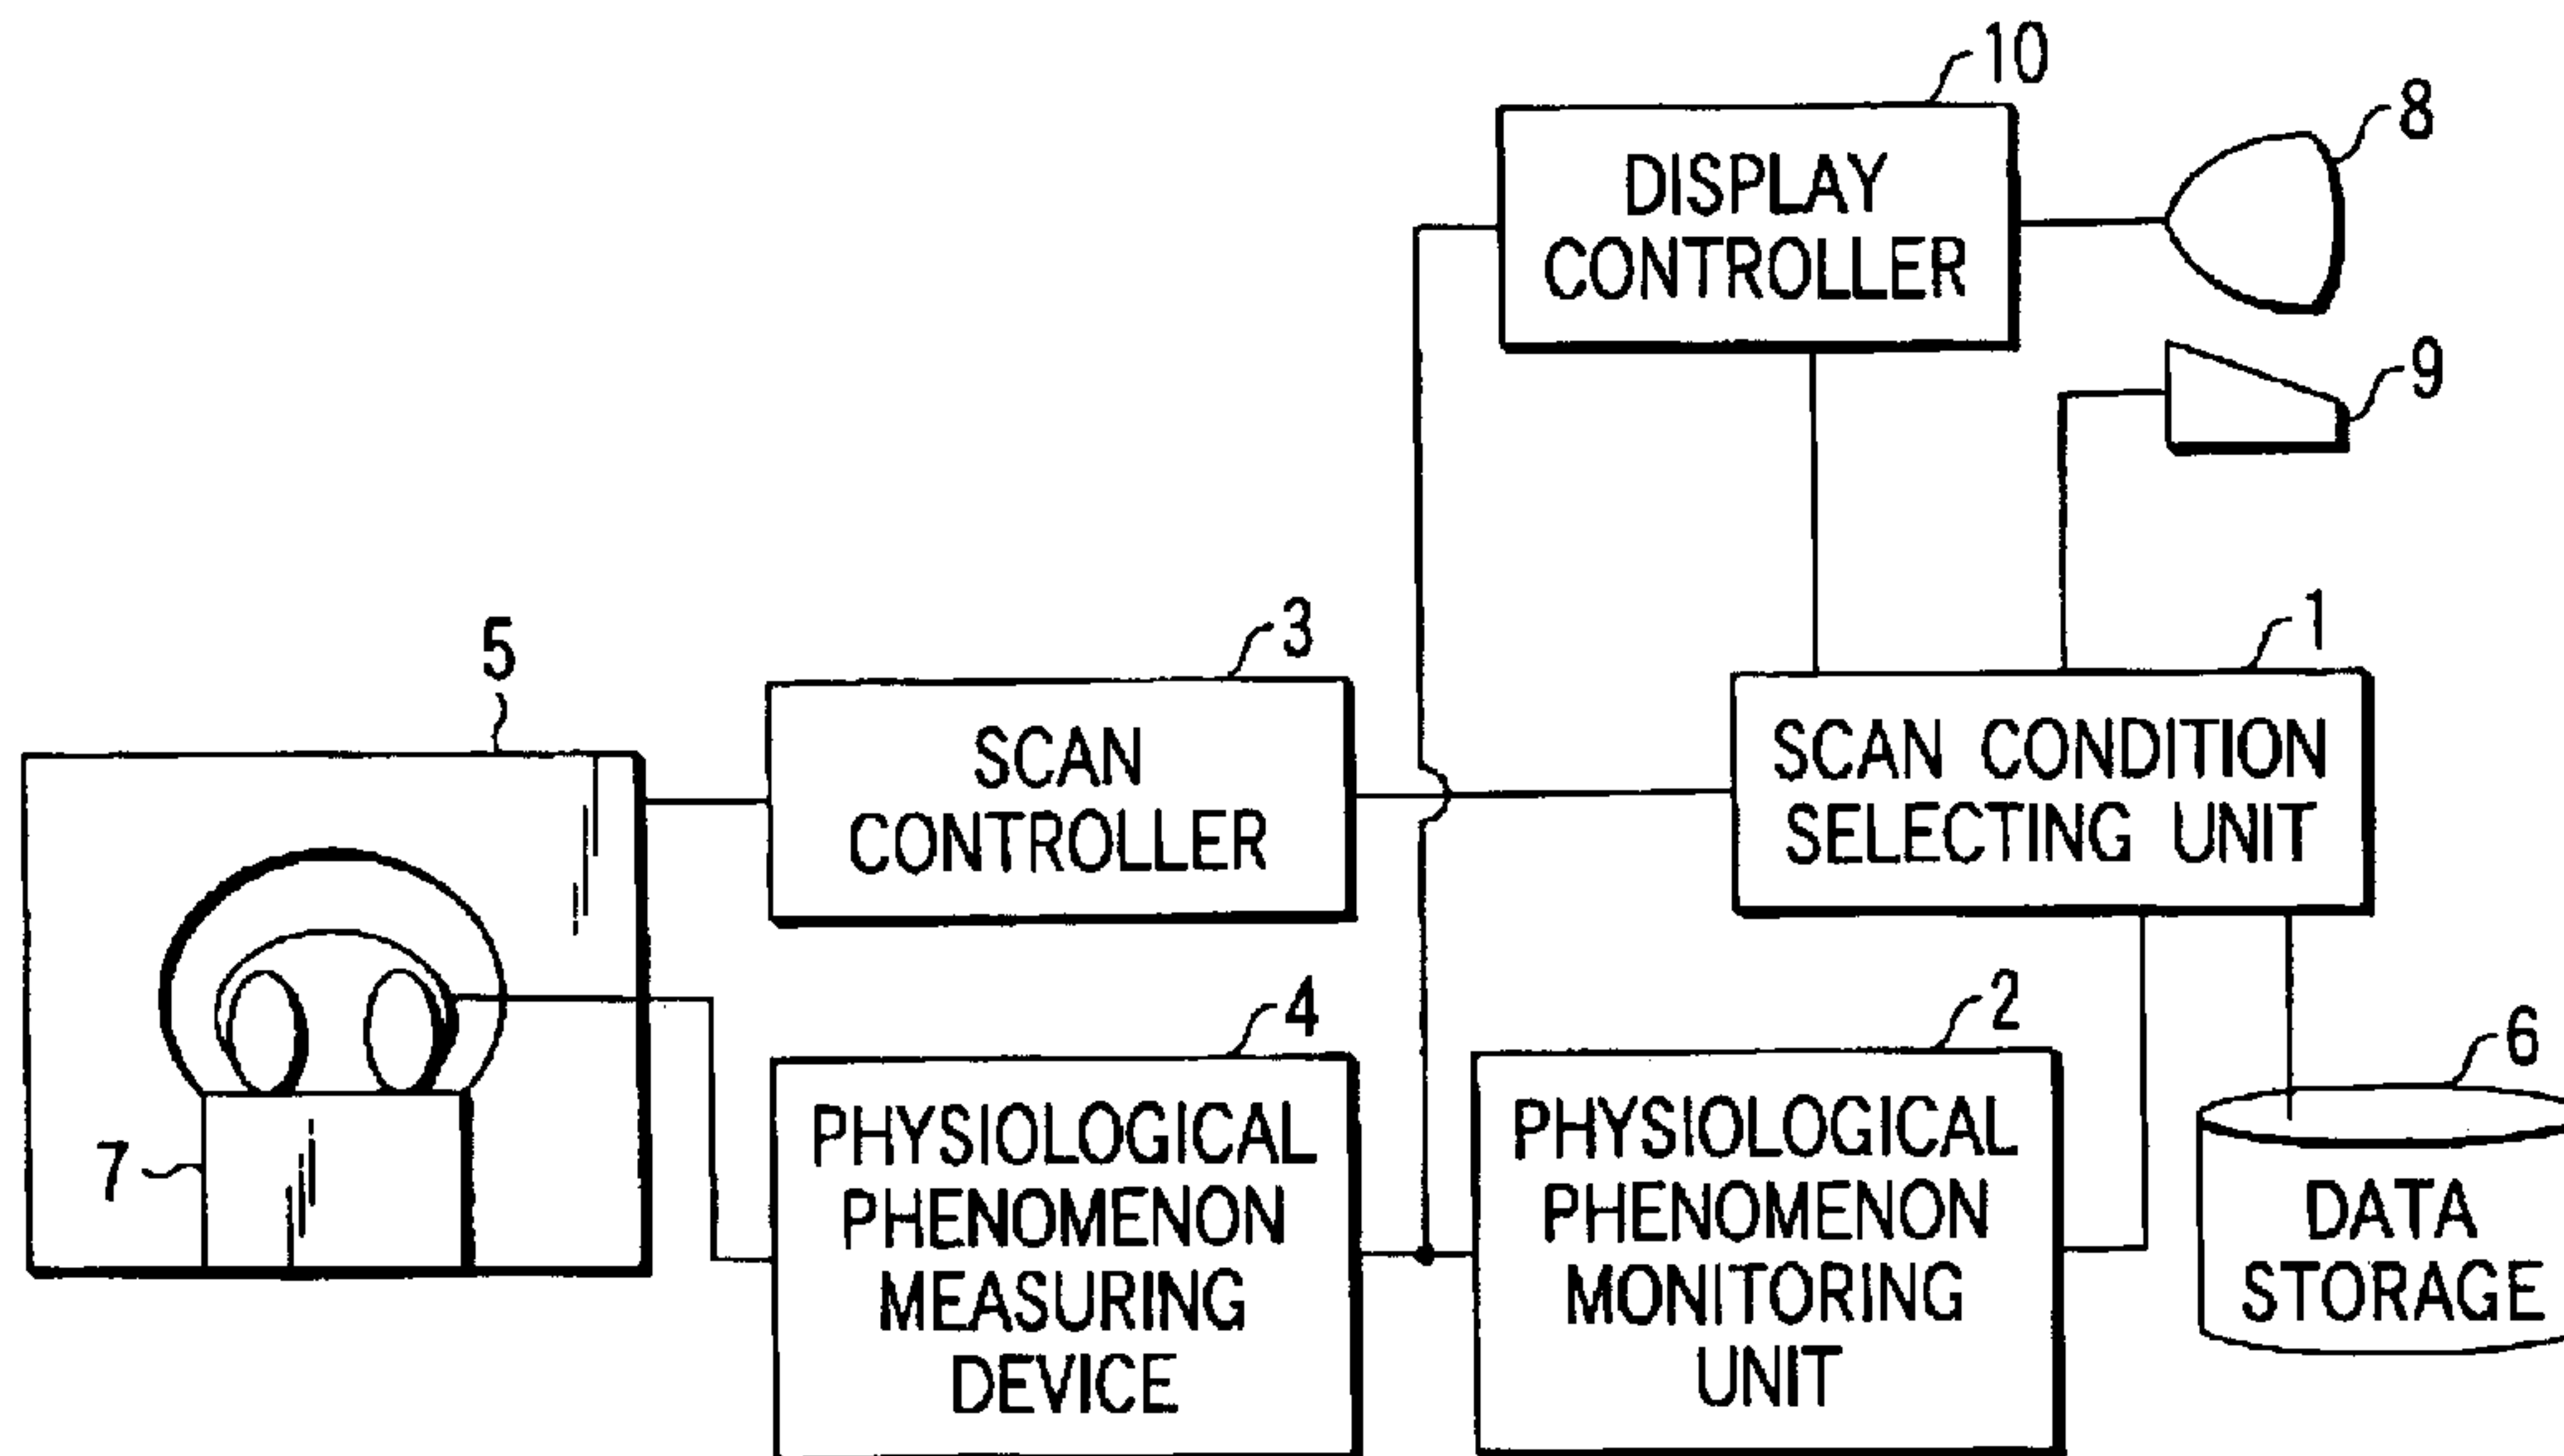 10
DISPLAY
CONTROLLER
8
9
5
3
SCAN
CONTROLLER
1
SCAN CONDITION
SELECTING UNIT
7
4
PHYSIOLOGICAL
PHENOMENON
MEASURING
DEVICE
2
PHYSIOLOGICAL
PHENOMENON
MONITORING
UNIT
6
DATA
STORAGE